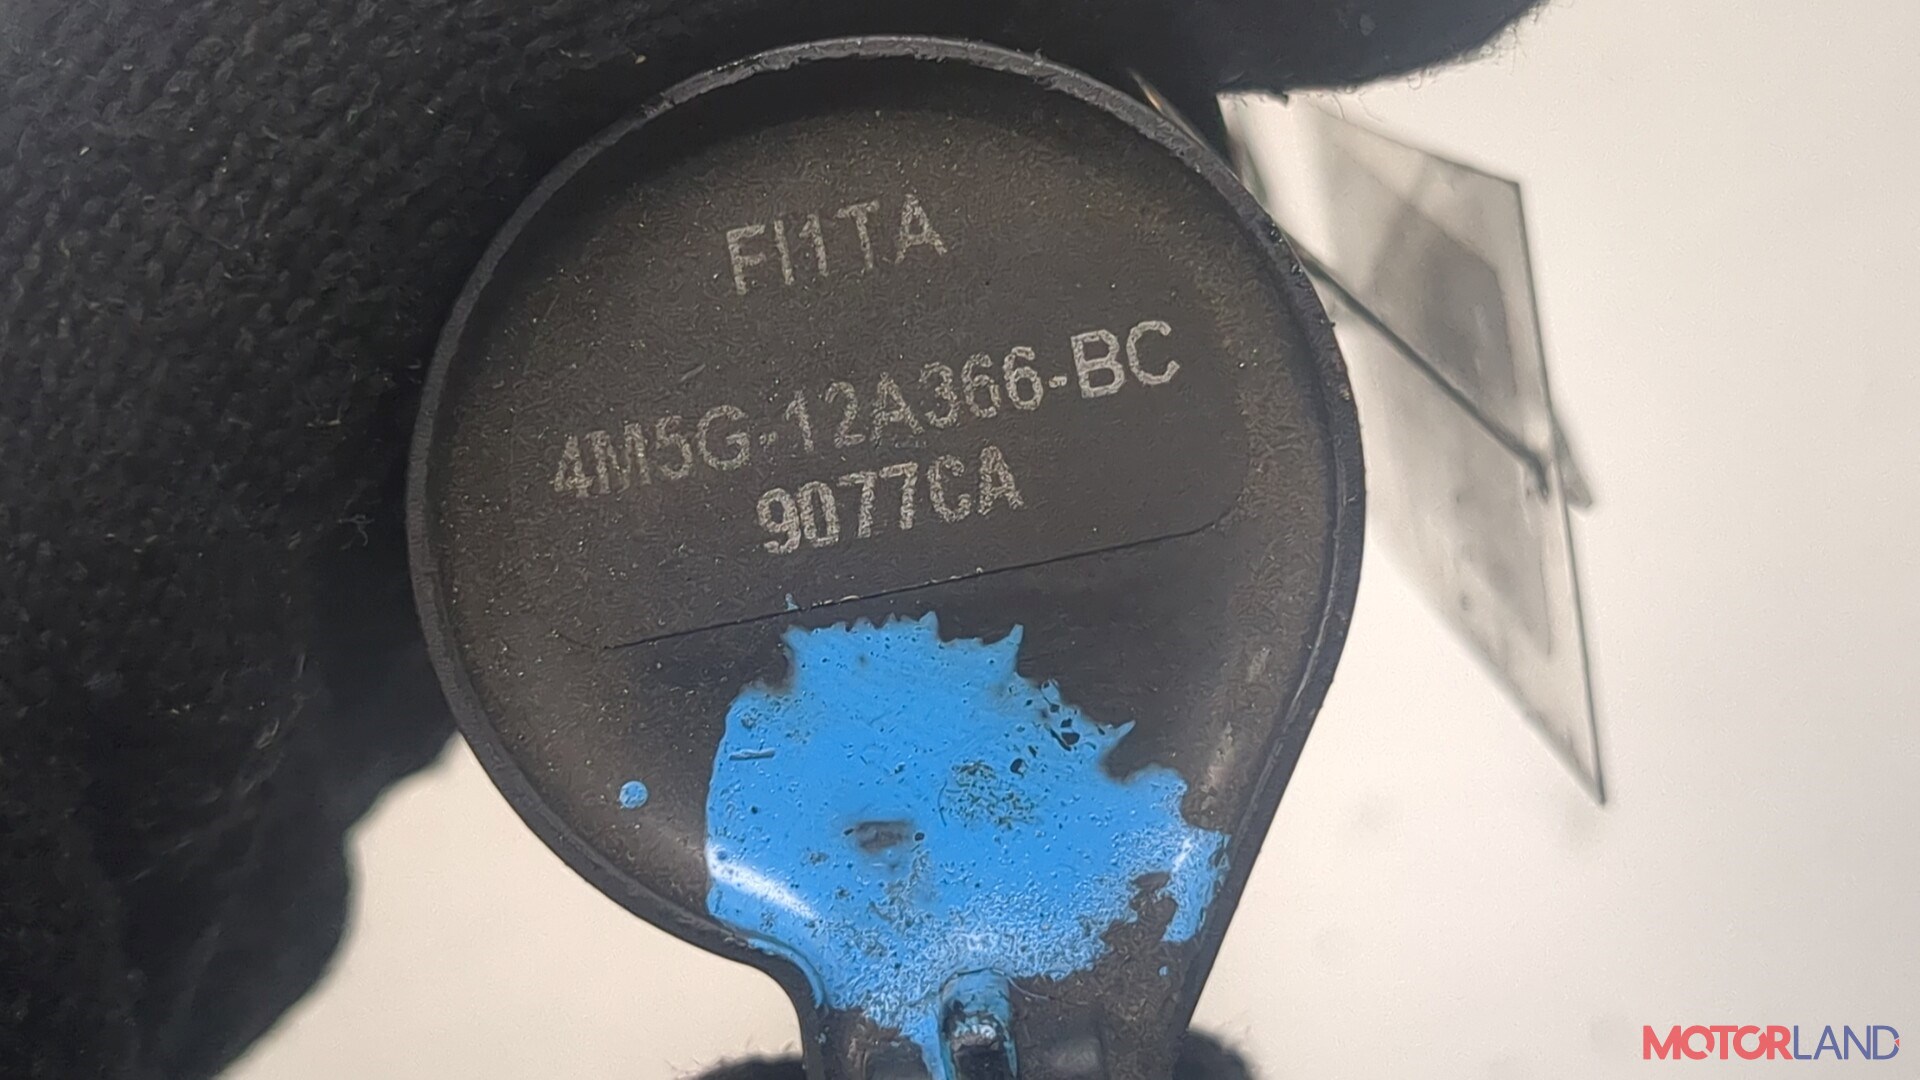 FI1TA
4M5G-12A366-BC
9077CA
MOTORLAND